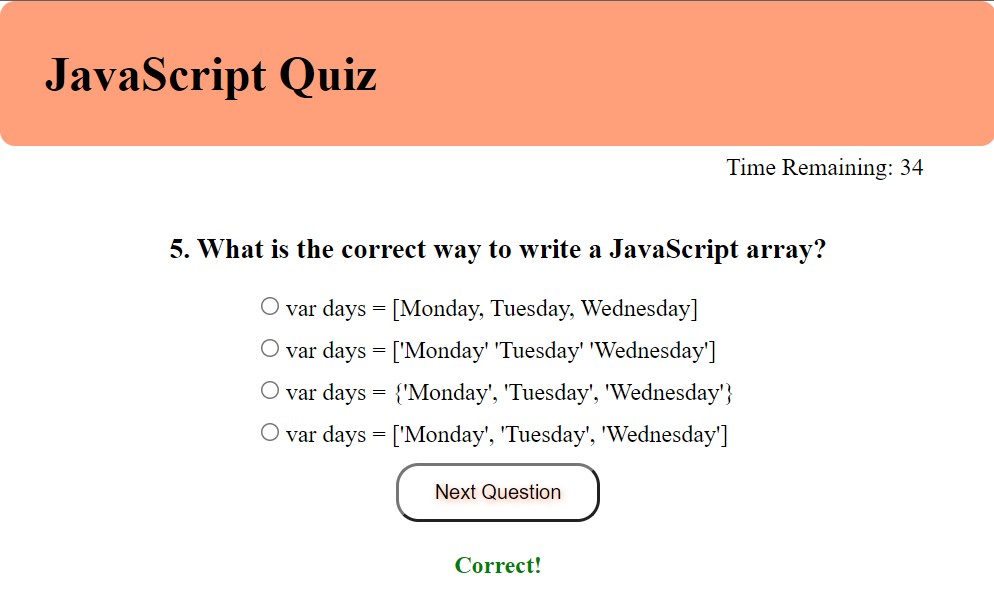 JavaScript Quiz
Time Remaining: 34
5. What is the correct way to write a JavaScript array?
var days = [Monday, Tuesday, Wednesday]
var days = ['Monday' 'Tuesday' 'Wednesday']
var days = {'Monday', 'Tuesday', 'Wednesday'}
var days = ['Monday', 'Tuesday', 'Wednesday']
Next Question
Correct!